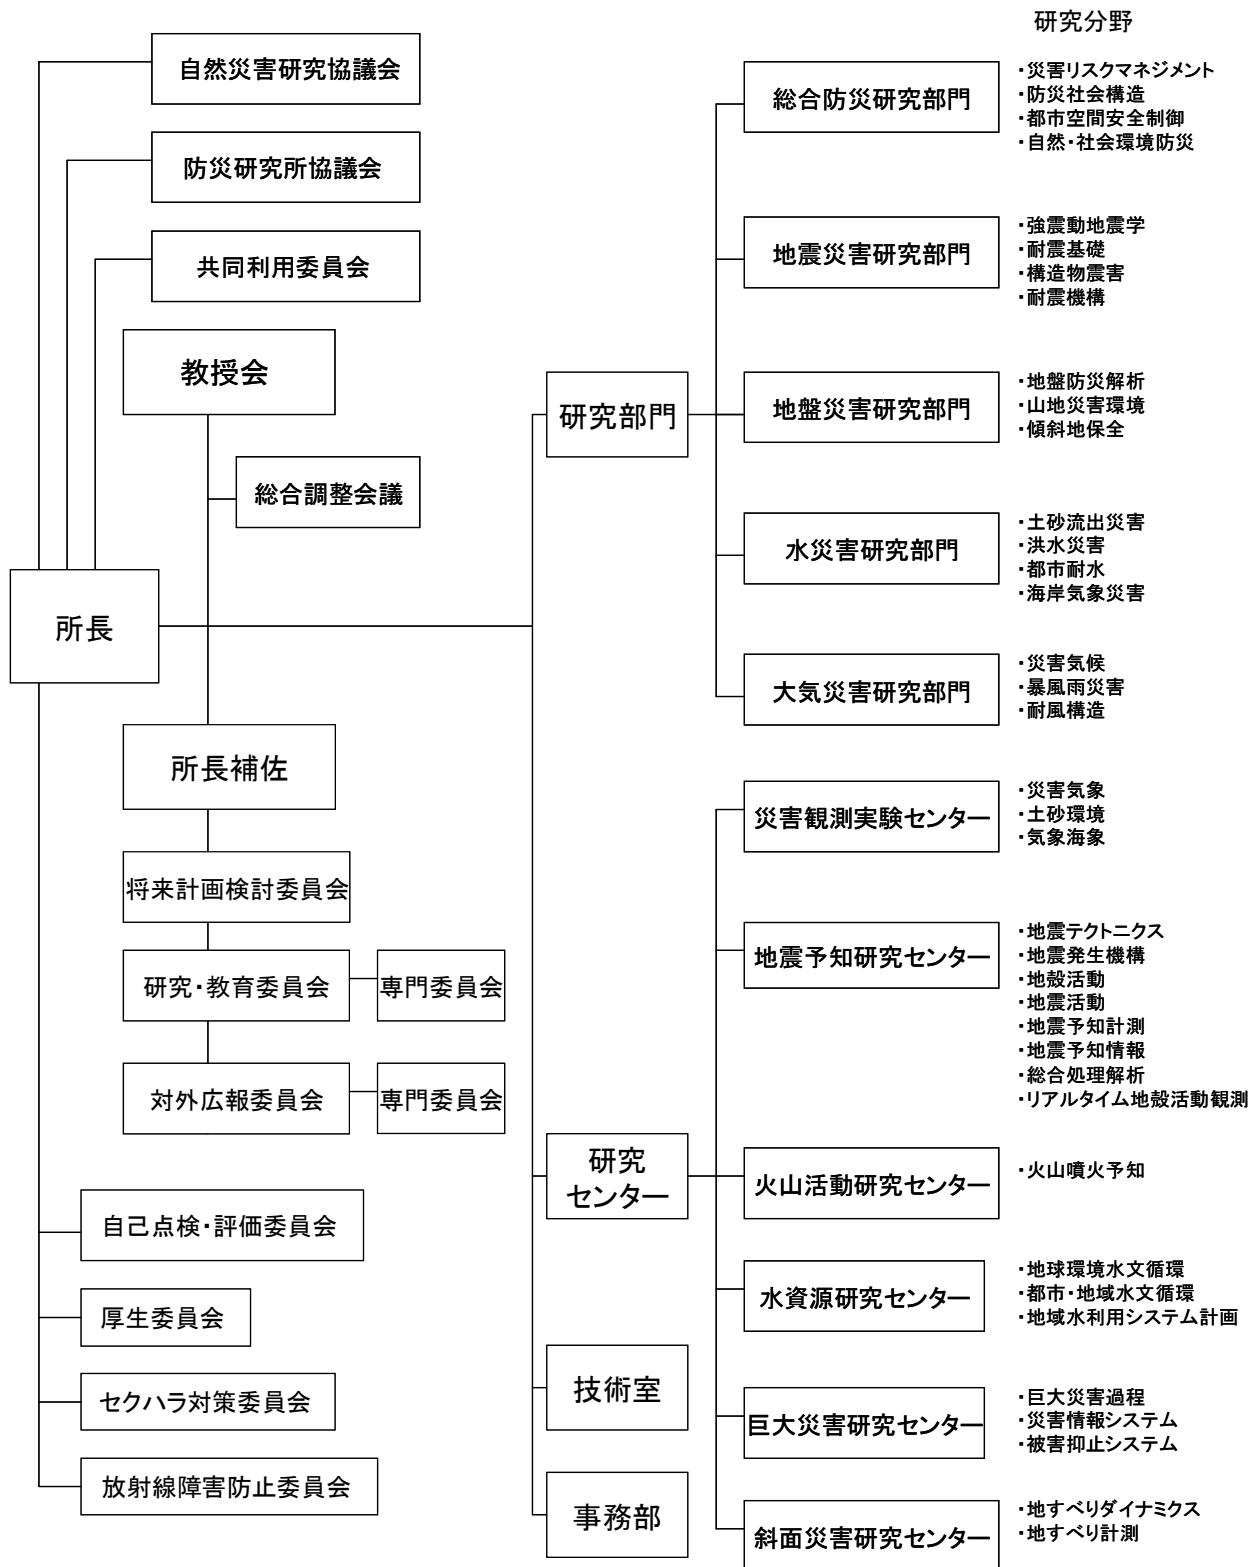 研究分野
自然災害研究協議会
防災研究所協議会
共同利用委員会
教授会
総合調整会議
所長
所長補佐
将来計画検討委員会
研究・教育委員会
専門委員会
対外広報委員会
専門委員会
自己点検・評価委員会
厚生委員会
セクハラ対策委員会
放射線障害防止委員会
研究部門
総合防災研究部門
・災害リスクマネジメント
・防災社会構造
・都市空間安全制御
・自然・社会環境防災
地震災害研究部門
・強震動地震学
・耐震基礎
・構造物震害
・耐震機構
地盤災害研究部門
・地盤防災解析
・山地災害環境
・傾斜地保全
水災害研究部門
・土砂流出災害
・洪水災害
・都市耐水
・海岸気象災害
大気災害研究部門
・災害気候
・暴風雨災害
・耐風構造
研究
センター
災害観測実験センター
・災害気象
・土砂環境
・気象海象
地震予知研究センター
・地震テクトニクス
・地震発生機構
・地殻活動
・地震活動
・地震予知計測
・地震予知情報
・総合処理解析
・リアルタイム地殻活動観測
火山活動研究センター
・火山噴火予知
水資源研究センター
・地球環境水文循環
・都市・地域水文循環
・地域水利用システム計画
巨大災害研究センター
・巨大災害過程
・災害情報システム
・被害抑止システム
斜面災害研究センター
・地すべりダイナミクス
・地すべり計測
技術室
事務部